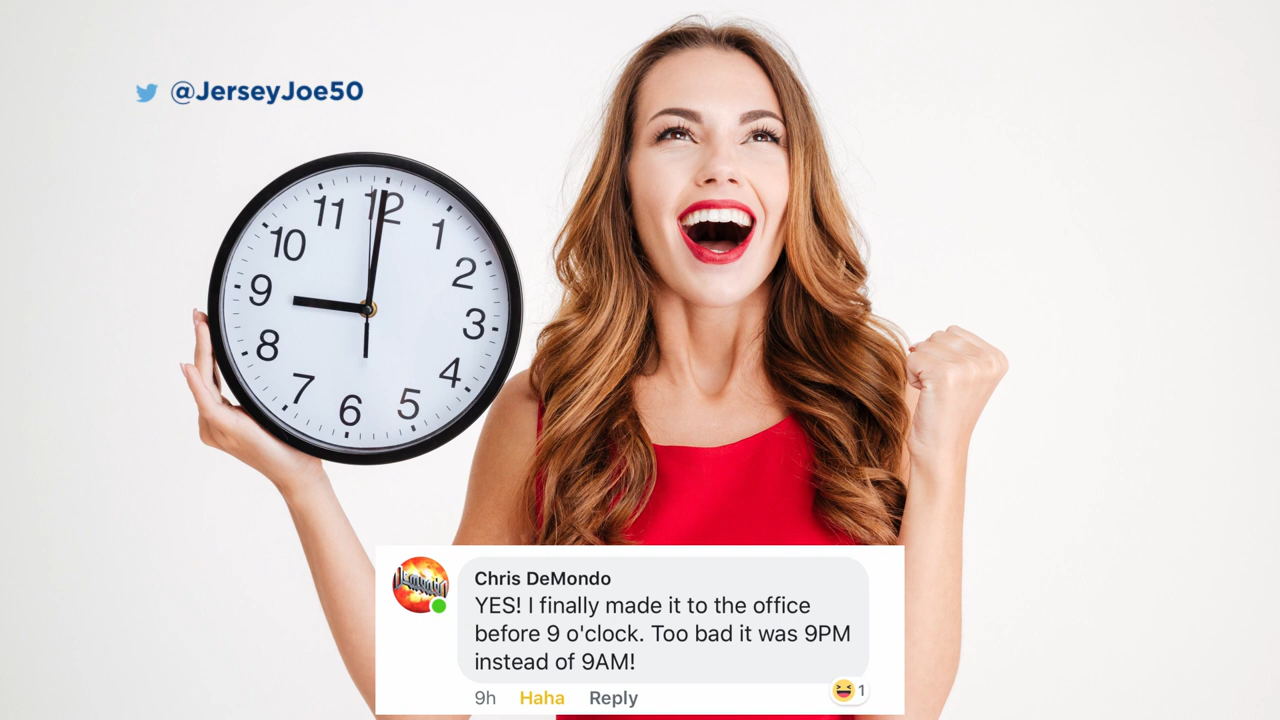 @JerseyJoe50
12
11
1
10
2
9
3
8
4
7
5
6
Chris DeMondo
YES! I finally made it to the office
before 9 o'clock. Too bad it was 9PM
instead of 9AM!
9h Haha Reply
1